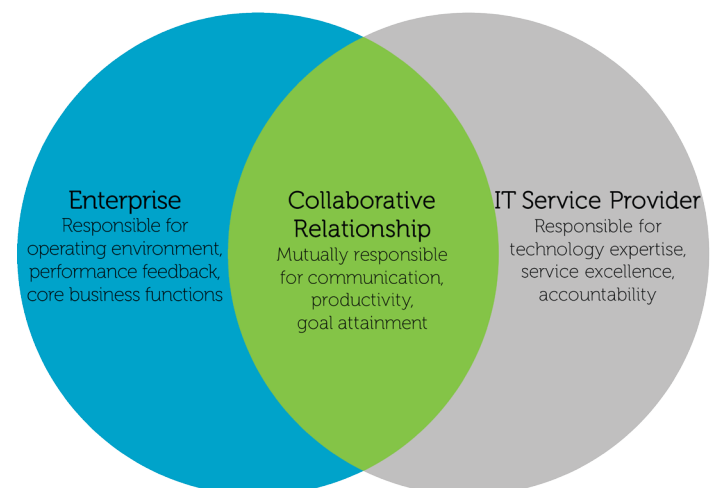 Enterprise
Responsible for
operating environment,
performance feedback,
core business functions
Collaborative
Relationship
Mutually responsible
for communication,
productivity,
goal attainment
IT Service Provider
Responsible for
technology expertise,
service excellence,
accountability